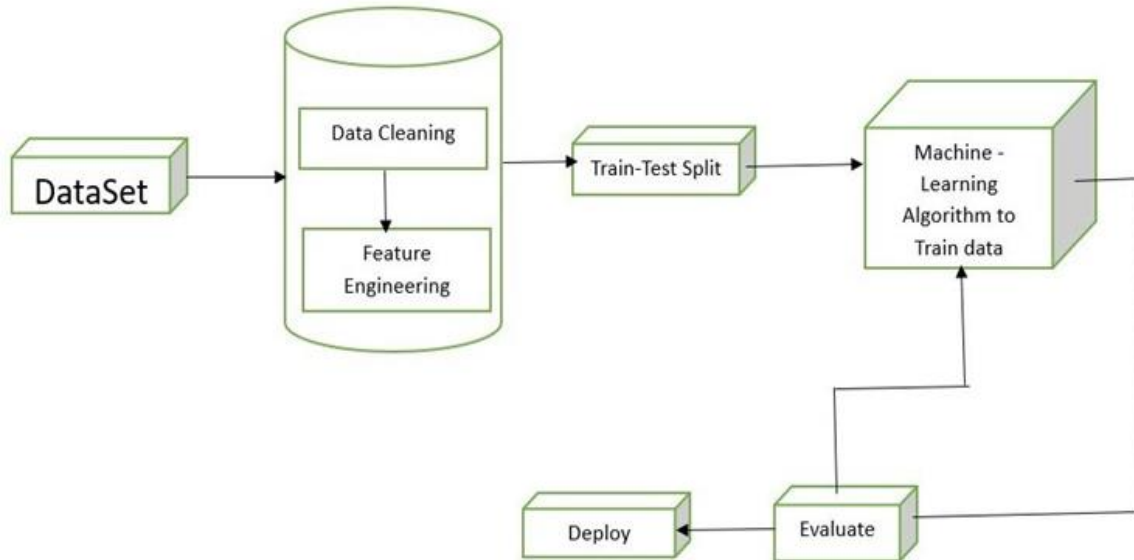 DataSet
Data Cleaning
Feature
Engineering
Train-Test Split
Machine -
Learning
Algorithm to
Train data
Evaluate
Deploy